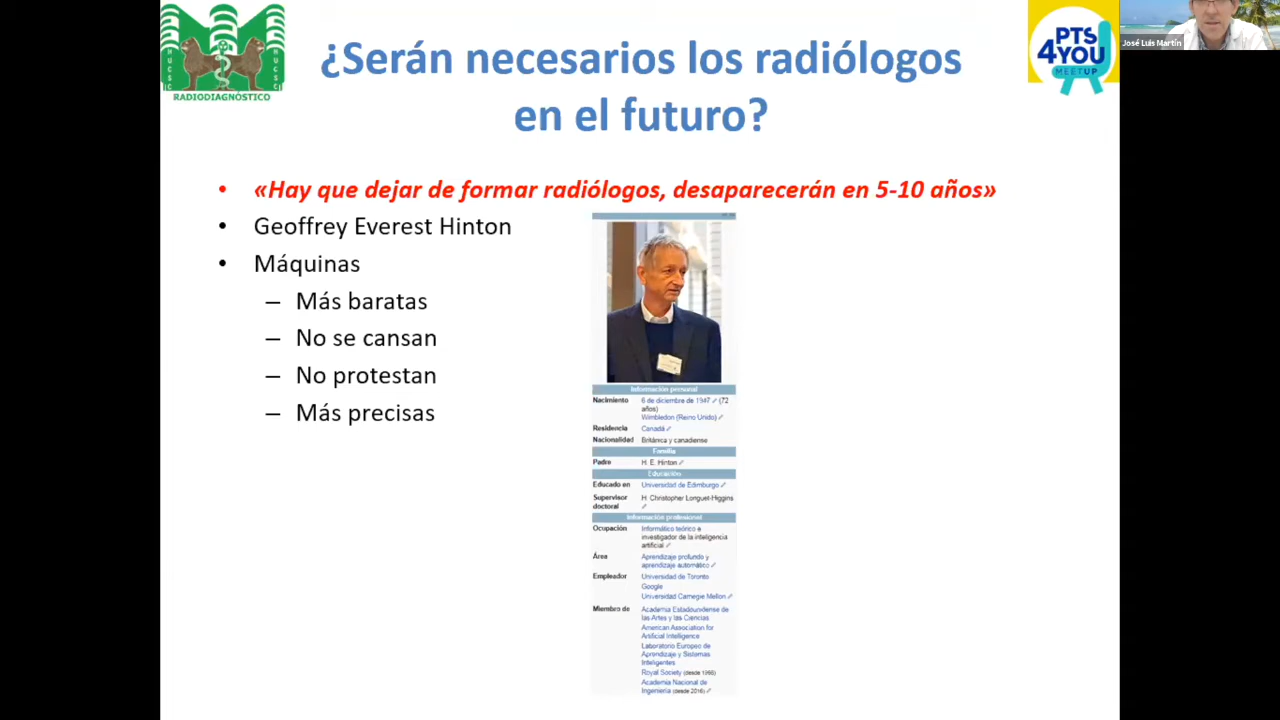 HUCSC
HUCSC
RADIODIAGNÓSTICO
¿Serán necesarios los radiólogos
en el futuro?
PTS
4YOU
MEETUP
José Luis Martín
• «Hay que dejar de formar radiólogos, desaparecerán en 5-10 años»
• Geoffrey Everest Hinton
• Máquinas
– Más baratas
– No se cansan
– No protestan
– Más precisas
Información personal
Nacimiento 6 de diciembre de 1947 (72
años)
Wimbledon (Reino Unido)
Residencia Canadá
Nacionalidad Británica y canadiense
Familia
Padre H. E. Hinton
Educación
Educado en Universidad de Edimburgo
Supervisor H. Christopher Longuet-Higgins
doctoral
Información profesional
Ocupación Informático teórico e
investigador de la inteligencia
artificial
Área Aprendizaje profundo y
aprendizaje automático
Empleador Universidad de Toronto
Google
Universidad Carnegie Mellon
Miembro de Academia Estadounidense de
las Artes y las Ciencias
American Association for
Artificial Intelligence
Laboratorio Europeo de
Aprendizaje y Sistemas
Inteligentes
Royal Society (desde 1998)
Academia Nacional de
Ingeniería (desde 2016)